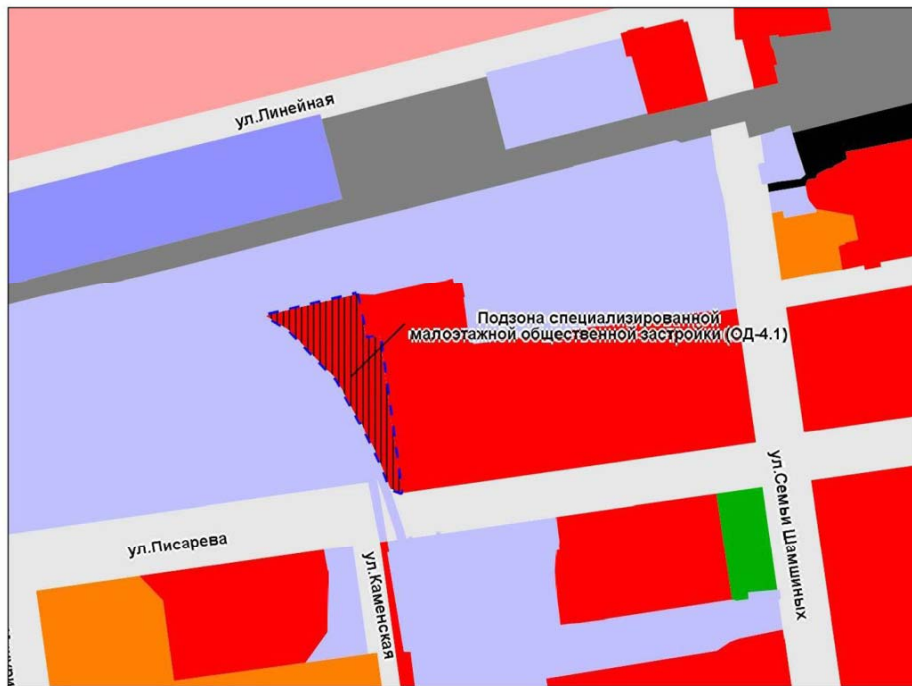 ул.Линейная
Подзона специализированной
малоэтажной общественной застройки (ОД-4.1)
ул.Писарева
ул.Каменская
ул.Семьи Шамшиных